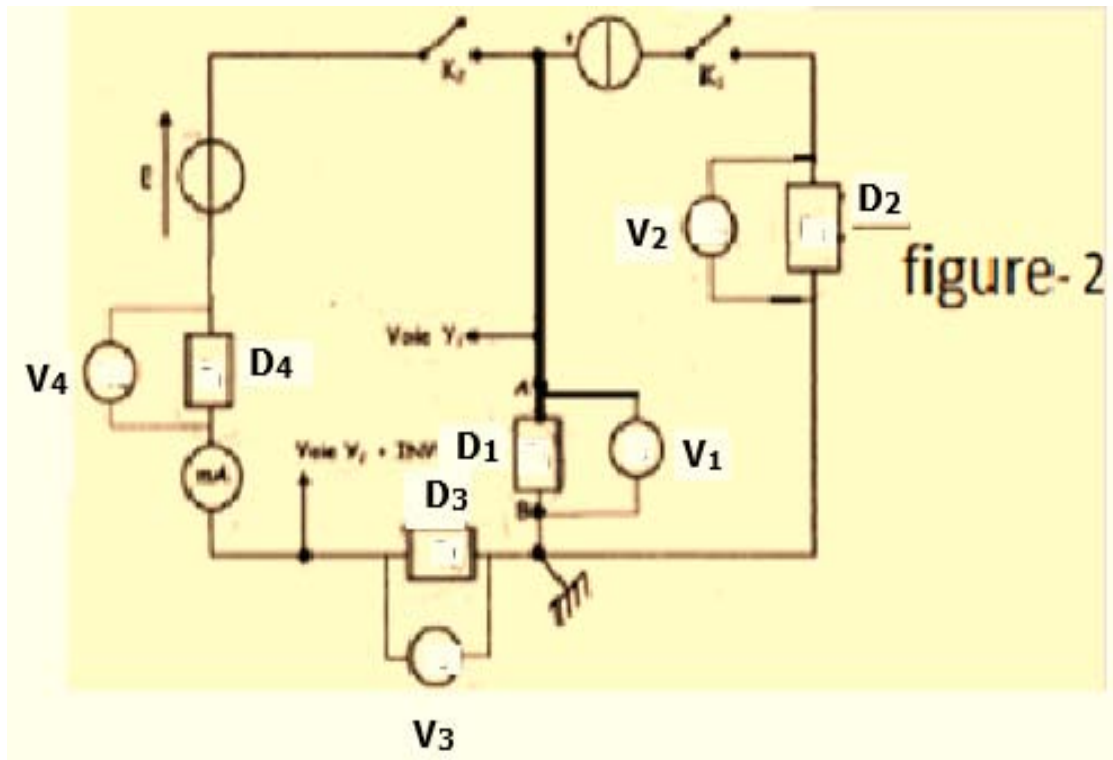 +
K₂
K₁
E
V2
D2
figure- 2
Voie Y₁
V4
D4
A
mA
Voie Y₂ + INV
D1
V1
D3
B
V3